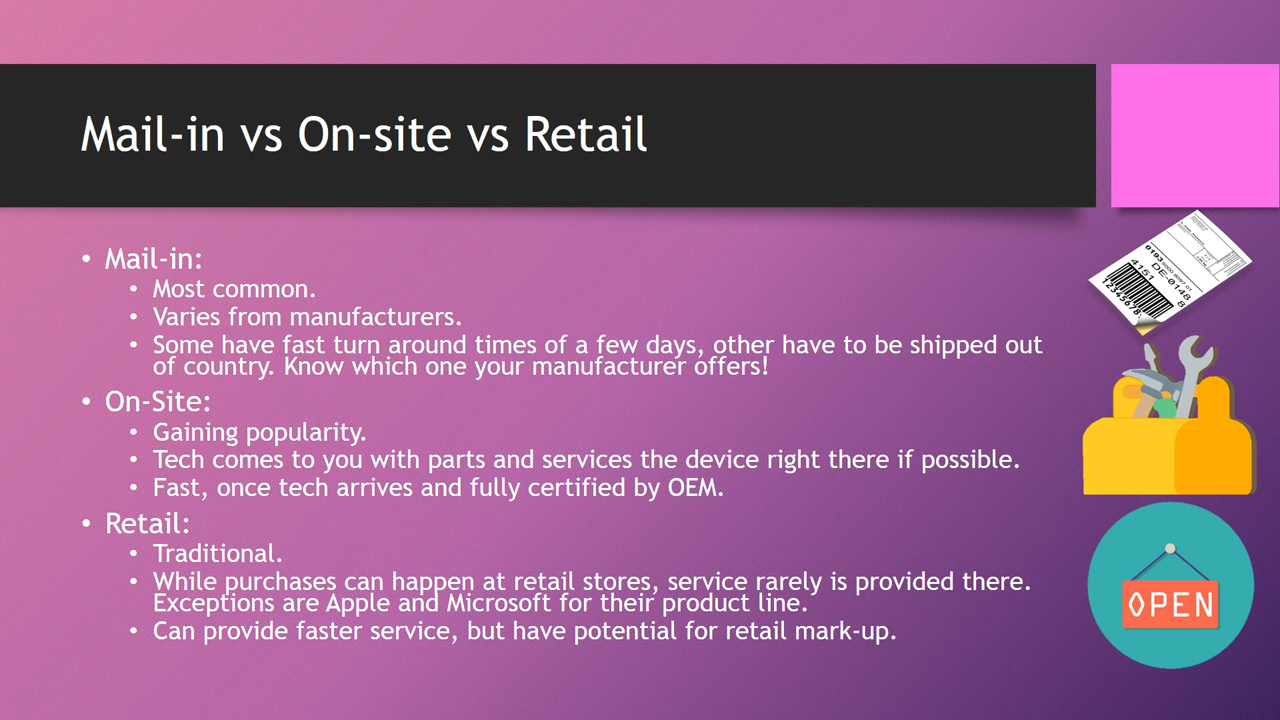 Mail-in vs On-site vs Retail
• Mail-in:
• Most common.
• Varies from manufacturers.
• Some have fast turn around times of a few days, other have to be shipped out
of country. Know which one your manufacturer offers!
• On-Site:
• Gaining popularity.
• Tech comes to you with parts and services the device right there if possible.
• Fast, once tech arrives and fully certified by OEM.
• Retail:
• Traditional.
• While purchases can happen at retail stores, service rarely is provided there.
Exceptions are Apple and Microsoft for their product line.
• Can provide faster service, but have potential for retail mark-up.
DE-0148
4151
12345678
OPEN